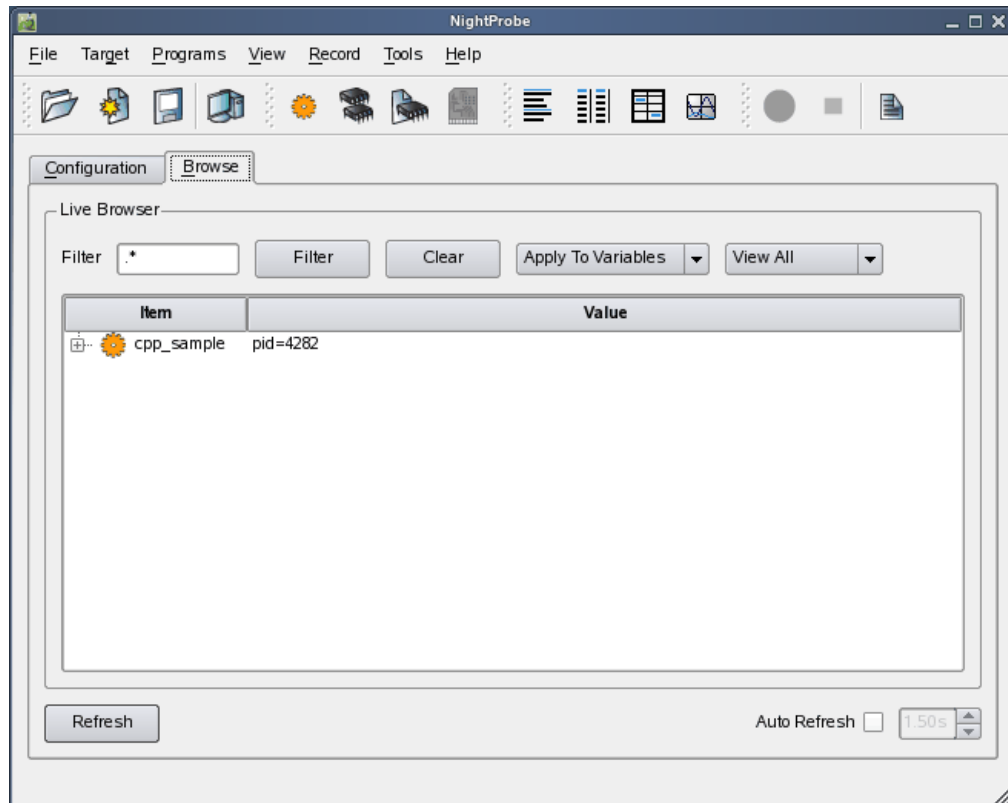 NightProbe
File Target Programs View Record Tools Help
Configuration Browse
Live Browser
Filter .* Filter Clear Apply To Variables View All
Item Value
cpp_sample pid=4282
Refresh Auto Refresh 1.50s